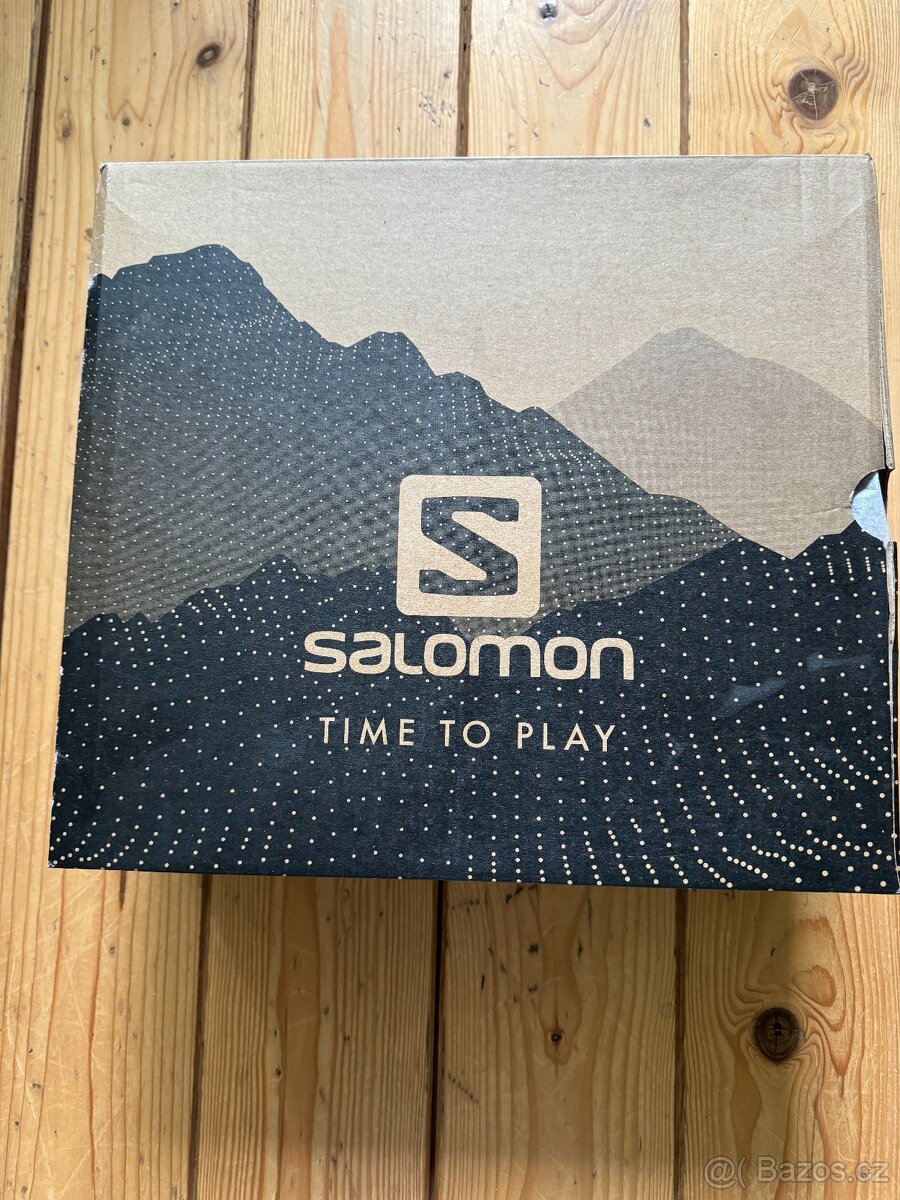 S
salomon
TIME TO PLAY
@( Bazos.cz